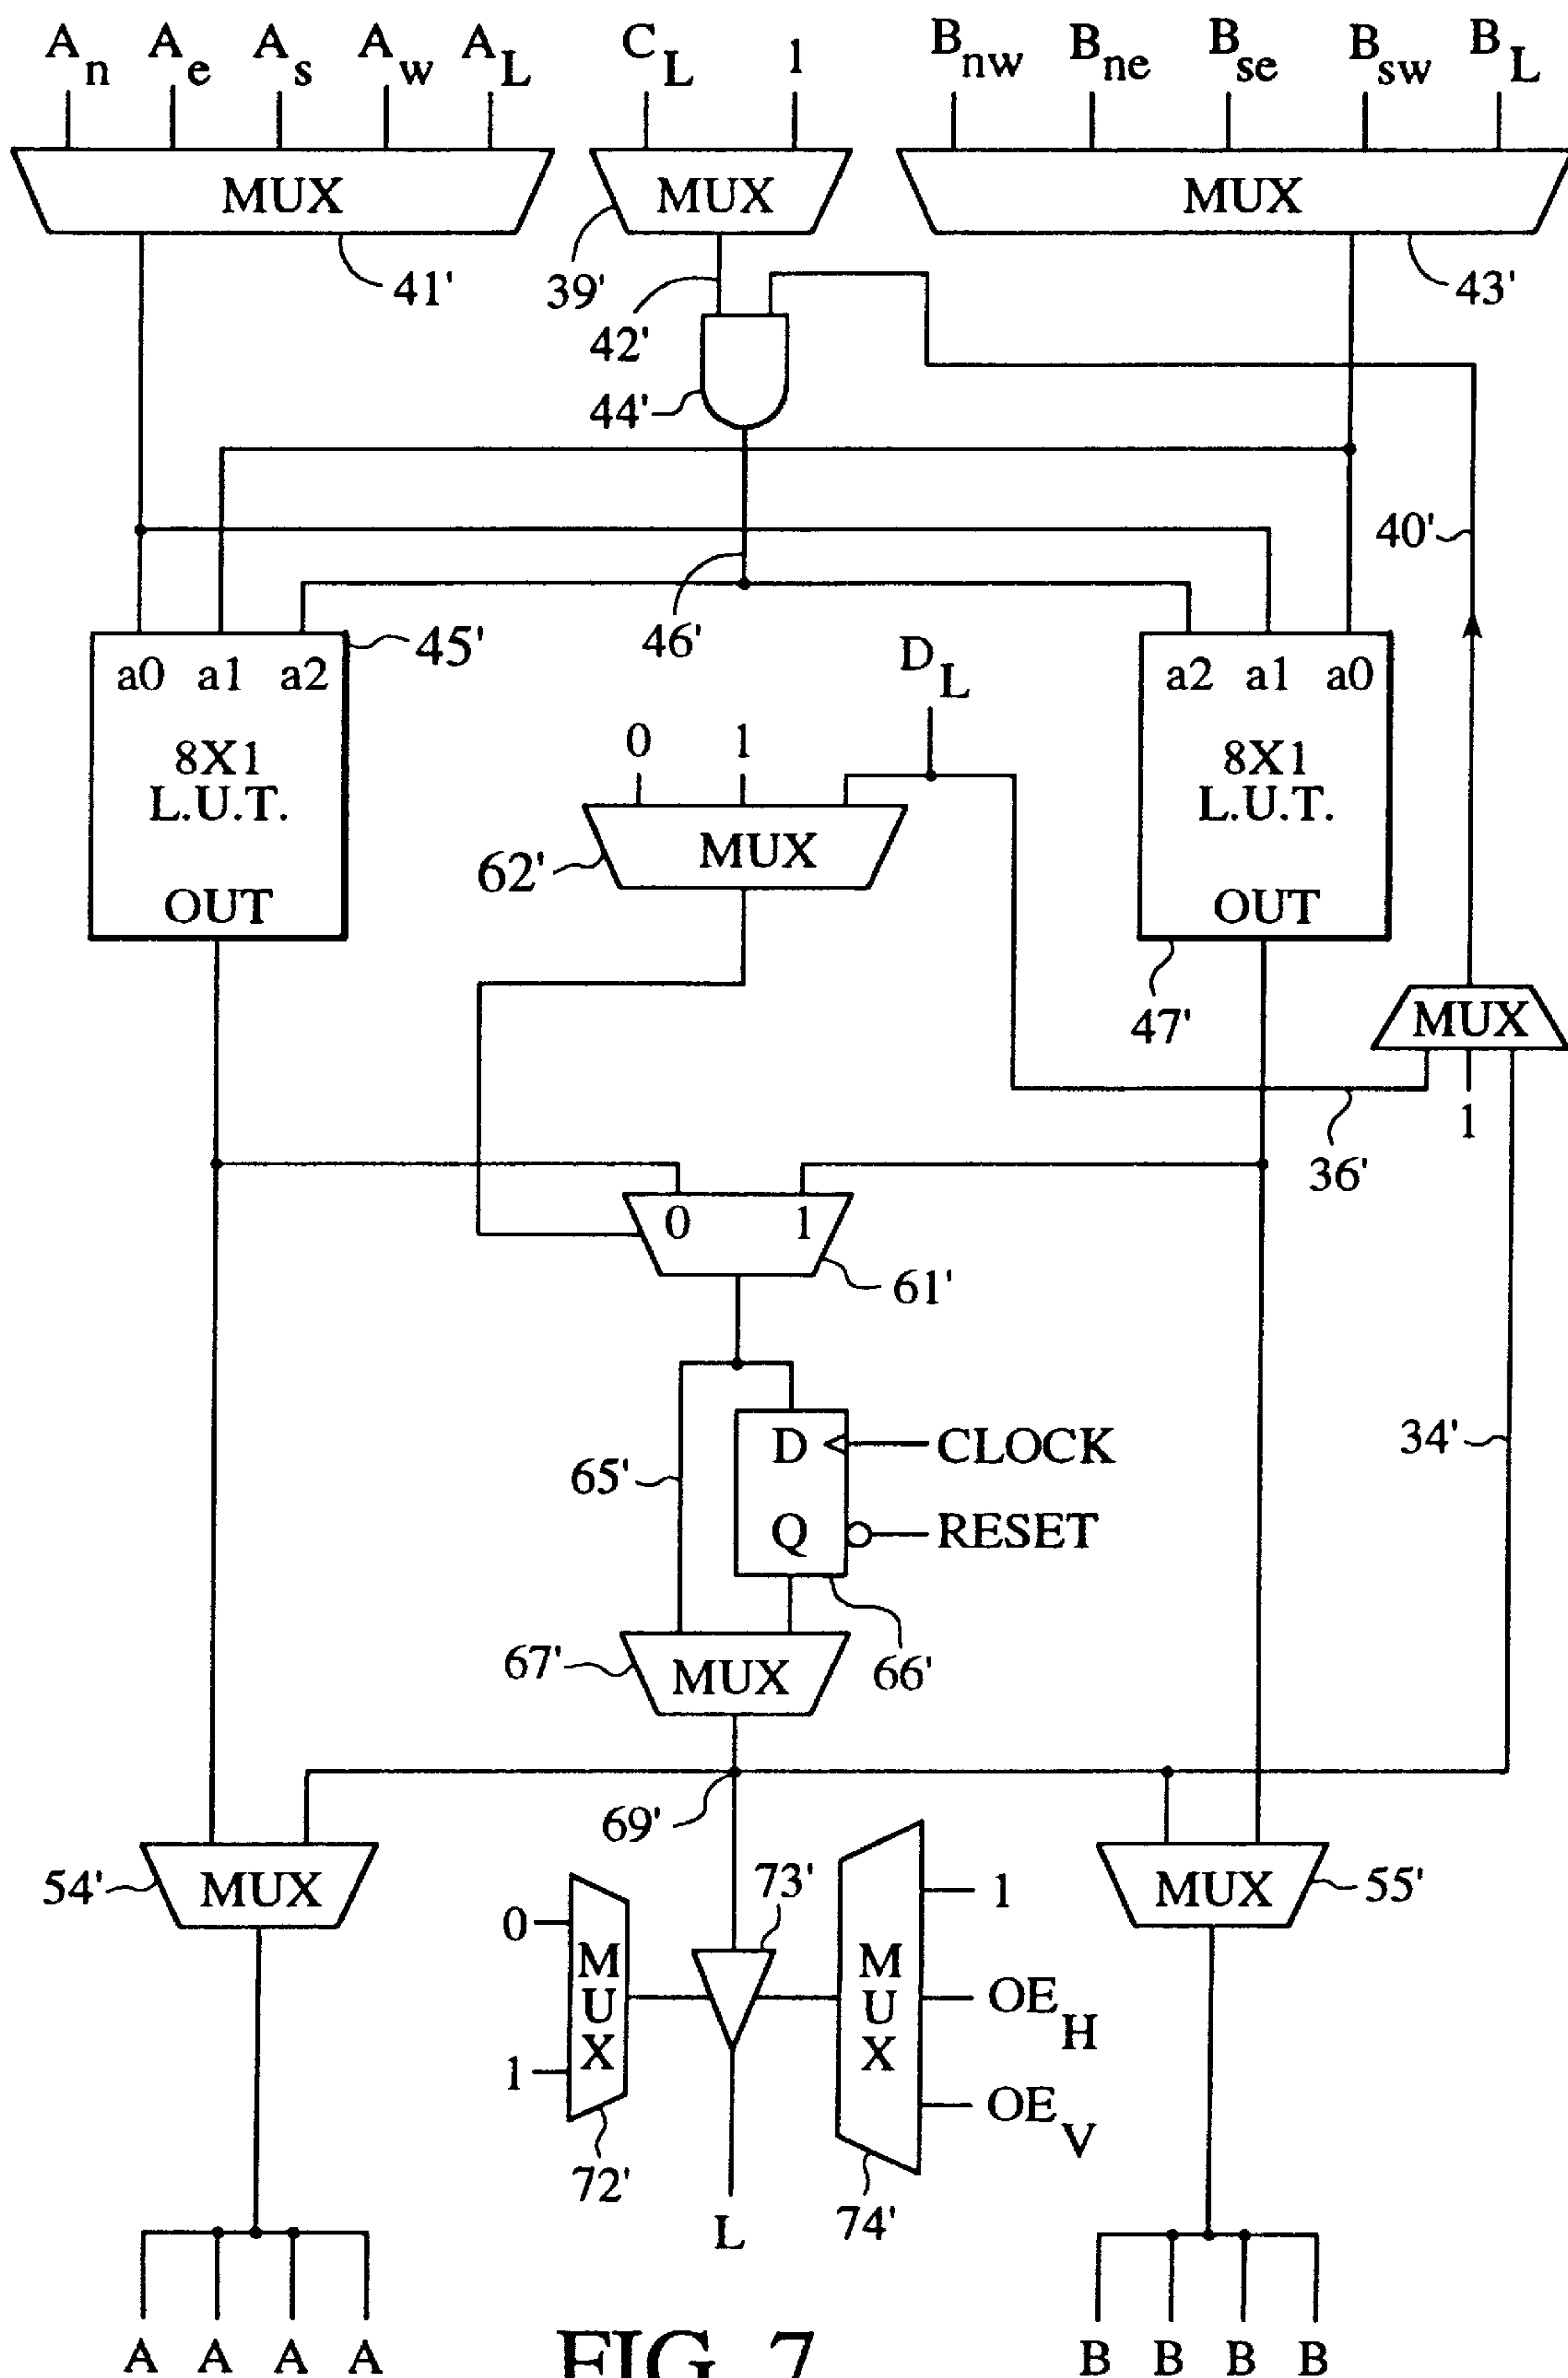 An Ae As Aw AL CL 1 Bnw Bne Bse Bsw BL
MUX MUX MUX
41' 39' 43'
42'
44'
40'
46'
45'
a0 a1 a2
8X1
L.U.T.
OUT
DL
0 1
MUX
62'
a2 a1 a0
8X1
L.U.T.
OUT
47'
MUX
1
36'
0 1
61'
D CLOCK
65'
34'
Q RESET
67' MUX 66'
69'
54' MUX
73'
MUX 55'
0 MUX 1
72'
MUX
1
OEH
OEV
74'
L
A A A A
B B B B
FIG. 7